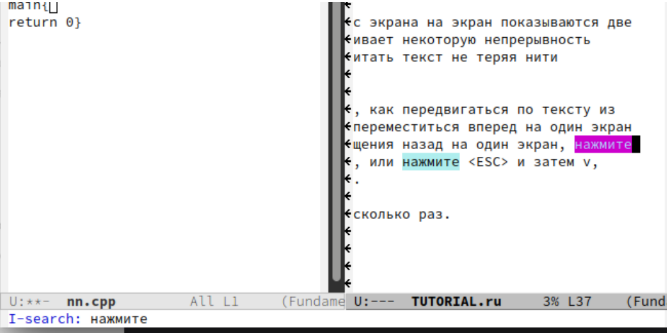 main{
return 0}
с экрана на экран показываются две
ивает некоторую непрерывность
итать текст не теряя нити
, как передвигаться по тексту из
переместиться вперед на один экран
щения назад на один экран, нажмите
, или нажмите <ESC> и затем v,
.
сколько раз.
U:**- nn.cpp All L1 (Fundame
U:--- TUTORIAL.ru 3% L37 (Fund
I-search: нажмите